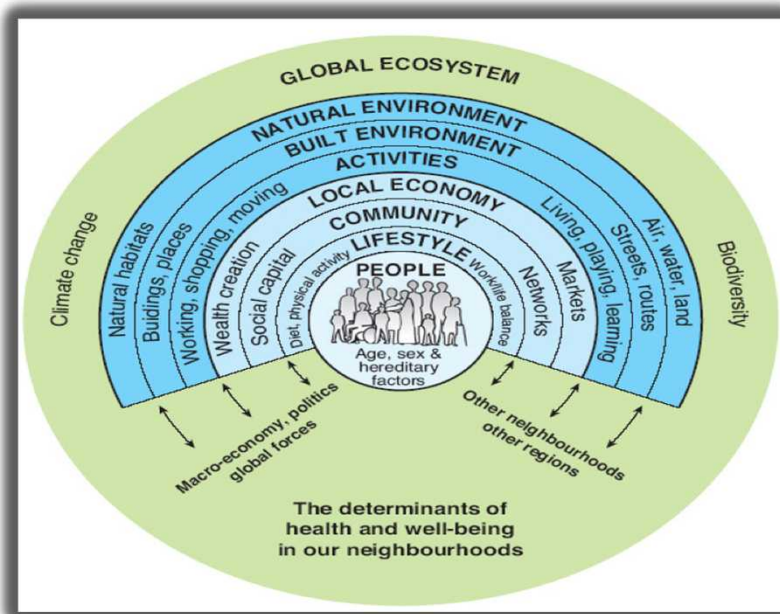 GLOBAL ECOSYSTEM
NATURAL ENVIRONMENT
BUILT ENVIRONMENT
ACTIVITIES
LOCAL ECONOMY
COMMUNITY
LIFESTYLE
PEOPLE
Age, sex &
hereditary
factors
Climate change
Natural habitats
Buidings, places
Working, shopping, moving
Wealth creation
Social capital
Diet, physical activity
Work/life balance
Networks
Markets
Living, playing, learning
Streets, routes
Air, water, land
Biodiversity
Macro-economy, politics
global forces
Other neighbourhoods
other regions
The determinants of
health and well-being
in our neighbourhoods